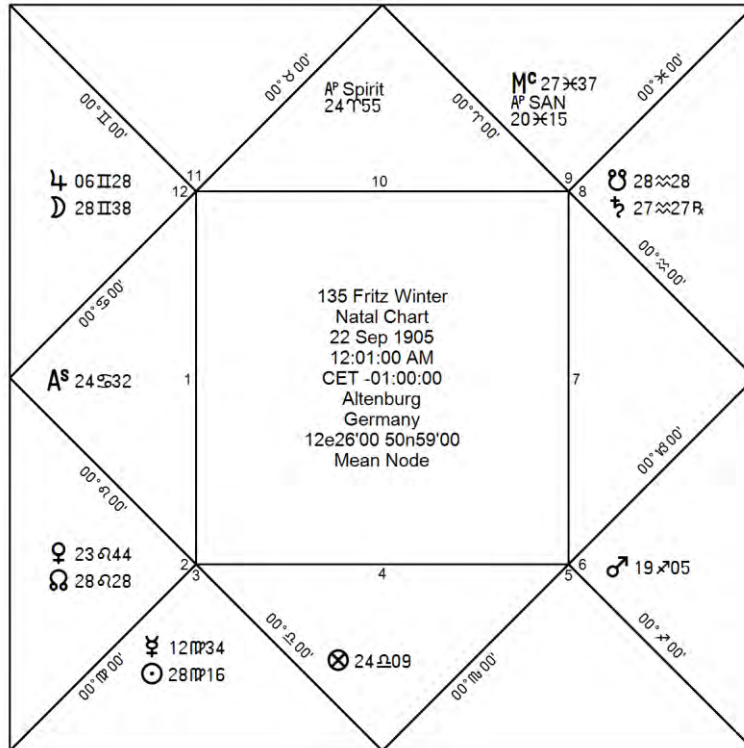 AP Spirit
24♈55
Mc 27♓37
AP SAN
20♓15
00°♊00'
00°♉00'
00°♈00'
00°♓00'
11
12
10
9
8
♃ 06♊28
☽ 28♊38
☋ 28♒28
♄ 27♒27℞
00°♋00'
00°♒00'
135 Fritz Winter
Natal Chart
22 Sep 1905
12:01:00 AM
CET -01:00:00
Altenburg
Germany
12e26'00 50n59'00
Mean Node
As 24♋32
1
7
00°♌00'
00°♑00'
♀ 23♌44
☊ 28♌28
2
3
4
5
6
♂ 19♐05
☿ 12♍34
☉ 28♍16
⊗ 24♎09
00°♍00'
00°♎00'
00°♏00'
00°♐00'